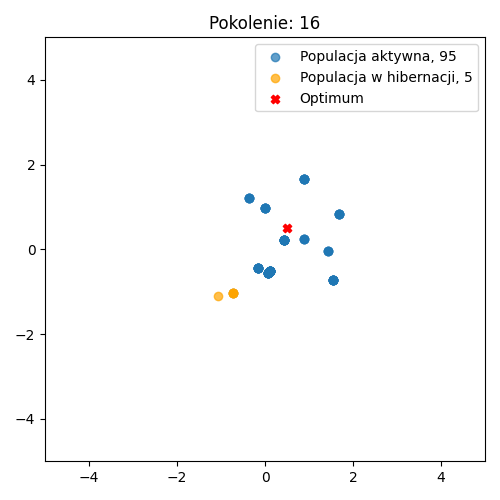 Pokolenie: 16
Populacja aktywna, 95
Populacja w hibernacji, 5
Optimum
4
2
0
−2
−4
−4 −2 0 2 4